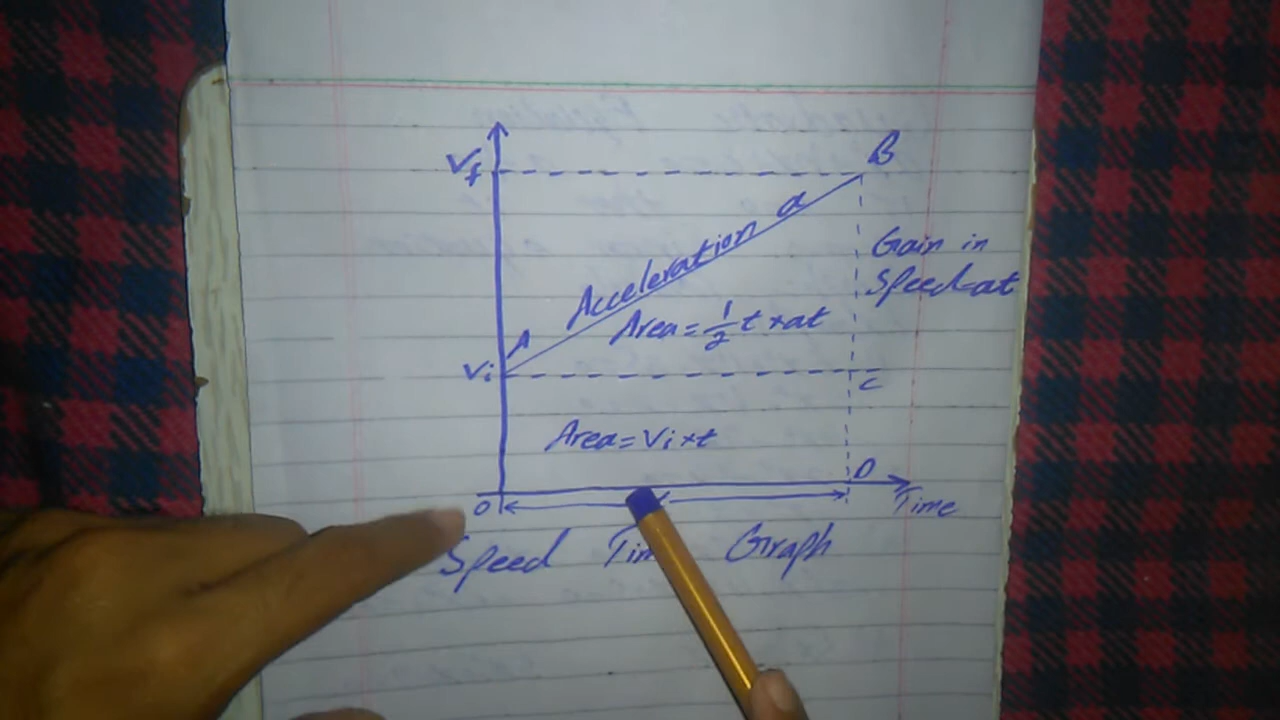 Vf
B
Acceleration a
Gain in
Speed=at
A
Area = 1/2 t × at
Vi
C
Area = Vi × t
O
D
Time
Speed Graph